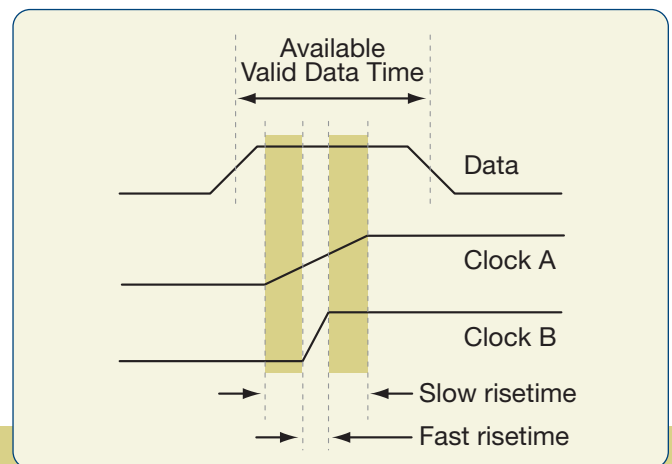 Available
Valid Data Time
Data
Clock A
Clock B
Slow risetime
Fast risetime